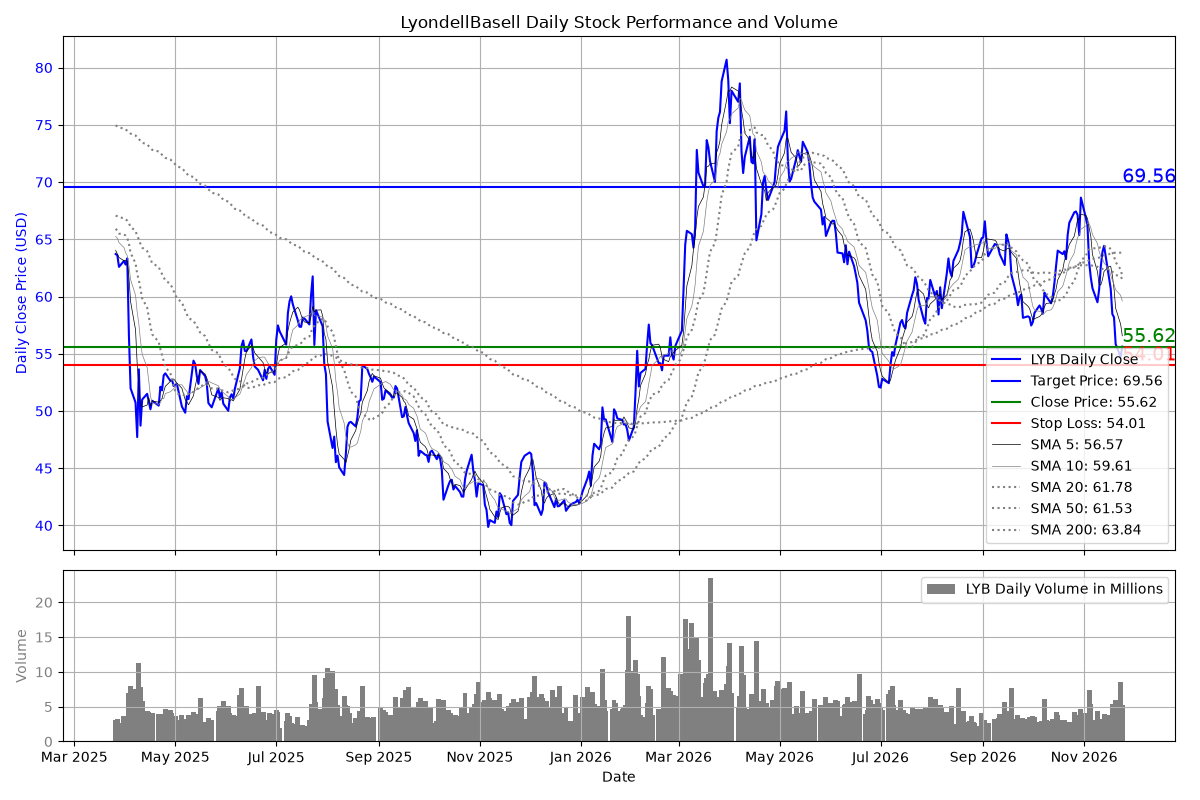 LyondellBasell Daily Stock Performance and Volume
Daily Close Price (USD)
80
75
70
65
60
55
50
45
40
69.56
55.62
54.01
LYB Daily Close
Target Price: 69.56
Close Price: 55.62
Stop Loss: 54.01
SMA 5: 56.57
SMA 10: 59.61
SMA 20: 61.78
SMA 50: 61.53
SMA 200: 63.84
Volume
20
15
10
5
0
LYB Daily Volume in Millions
Mar 2025 May 2025 Jul 2025 Sep 2025 Nov 2025 Jan 2026 Mar 2026 May 2026 Jul 2026 Sep 2026 Nov 2026
Date